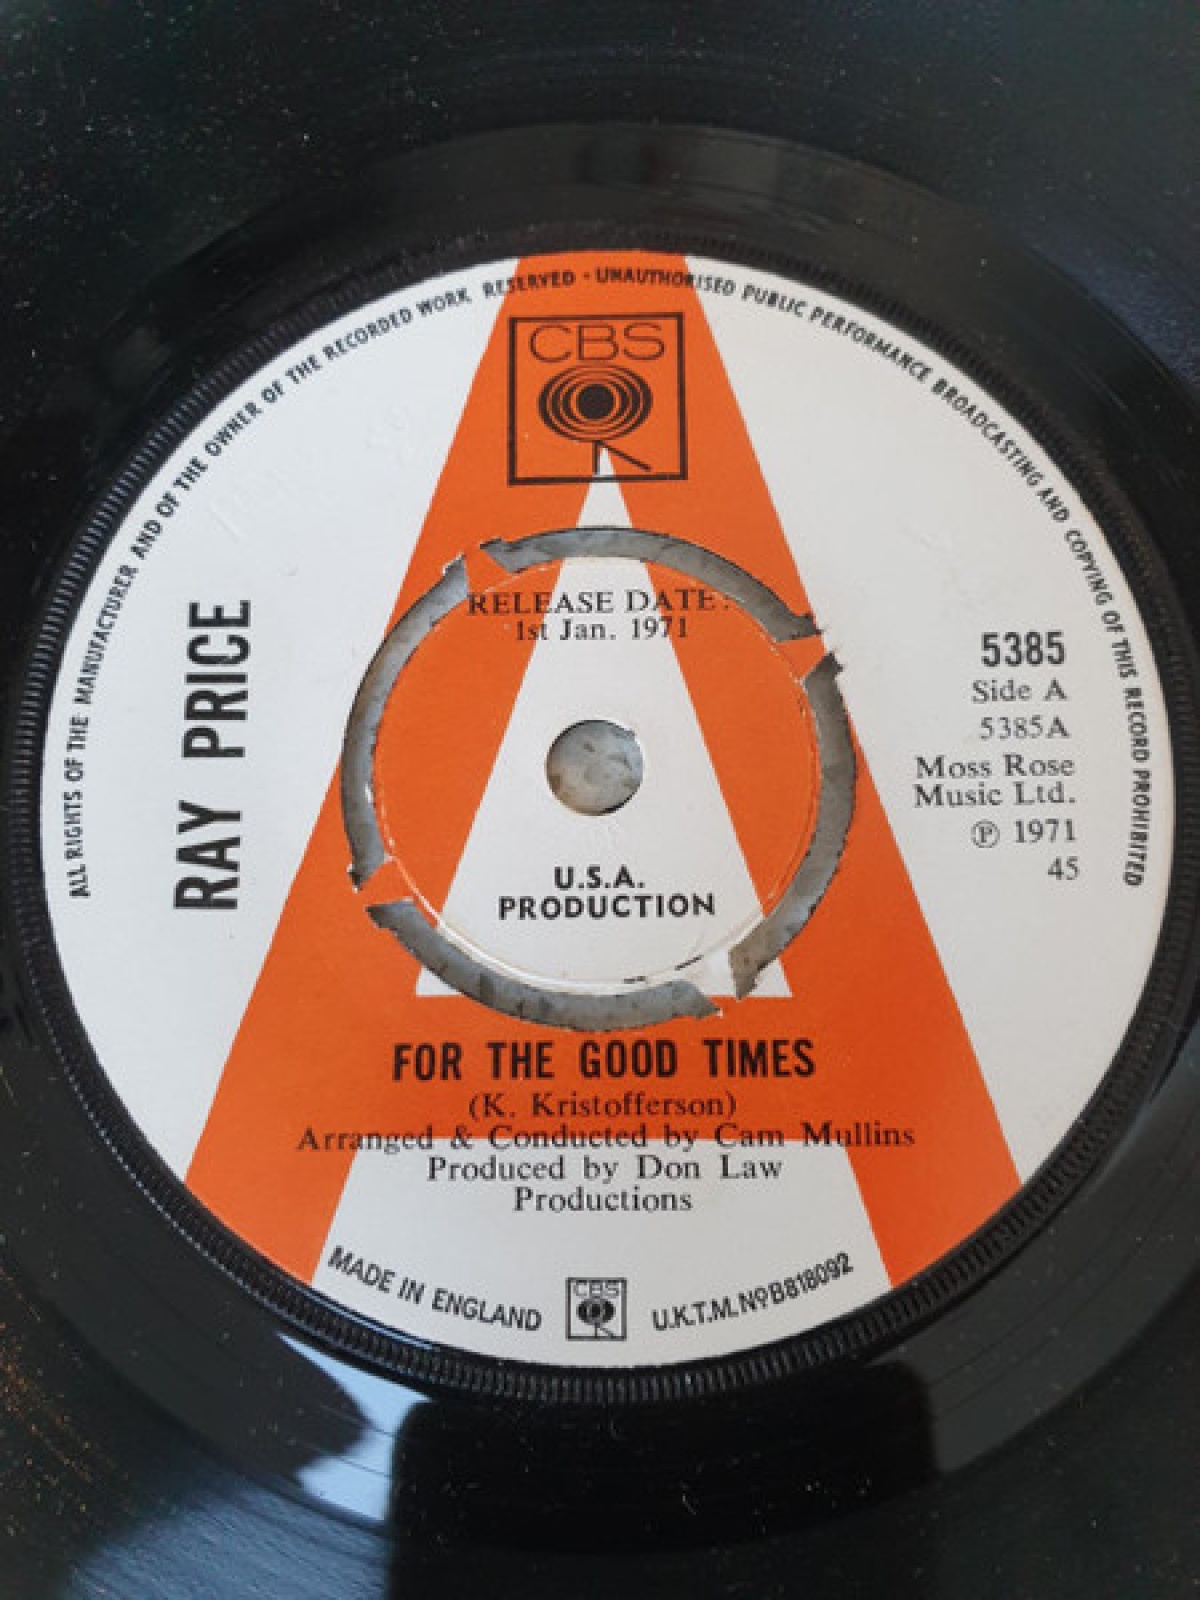 ALL RIGHTS OF THE MANUFACTURER AND OF THE OWNER OF THE RECORDED WORK RESERVED · UNAUTHORISED PUBLIC PERFORMANCE BROADCASTING AND COPYING OF THIS RECORD PROHIBITED
CBS
RELEASE DATE:
1st Jan. 1971
RAY PRICE
5385
Side A
5385A
Moss Rose
Music Ltd.
℗ 1971
45
U.S.A.
PRODUCTION
FOR THE GOOD TIMES
(K. Kristofferson)
Arranged & Conducted by Cam Mullins
Produced by Don Law
Productions
MADE IN ENGLAND
CBS
U.K.T.M. №B818092